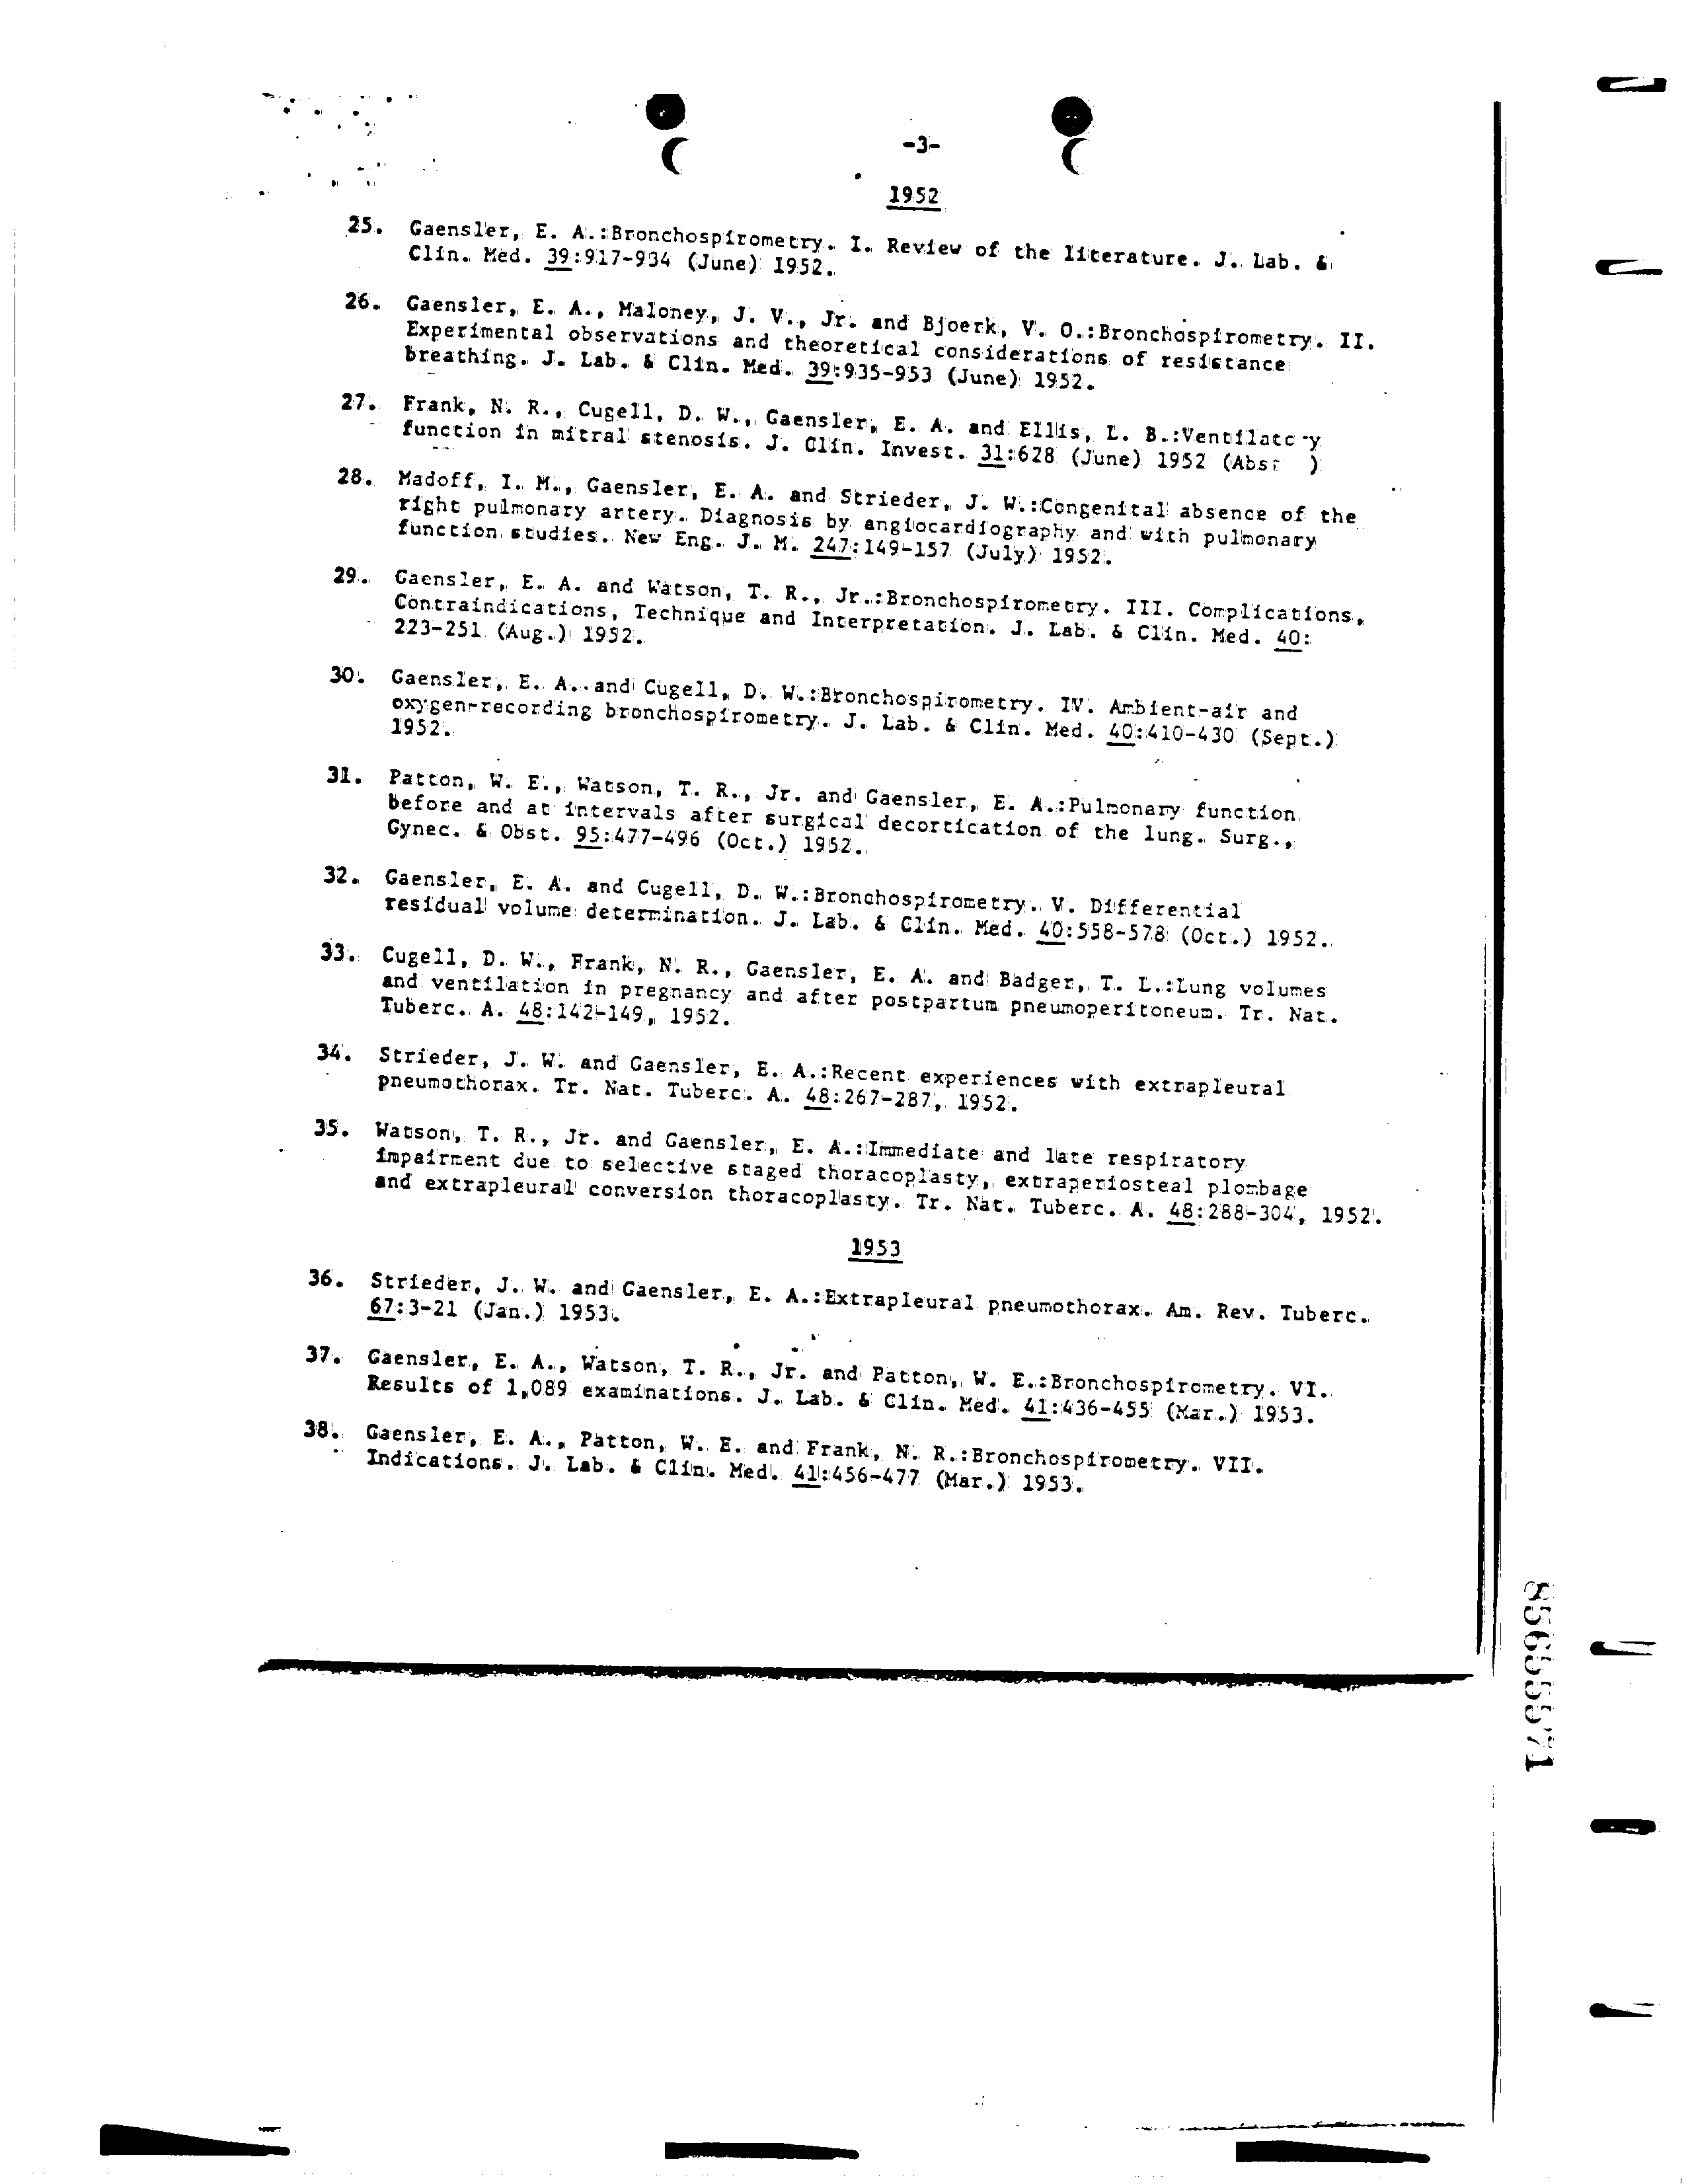 -3-
1952
25. Gaensler, E. A.:Bronchospirometry. I. Review of the literature. J. Lab. &
Clin. Med. 39:917-934 (June) 1952.
26. Gaensler, E. A., Maloney, J. V., Jr. and Bjoerk, V. O.:Bronchospirometry. II.
Experimental observations and theoretical considerations of resistance
breathing. J. Lab. & Clin. Med. 39:935-953 (June) 1952.
27. Frank, N. R., Cugell, D. W., Gaensler, E. A. and Ellis, L. B.:
function in mitral stenosis. J. Clin. Invest. 31:628 (June) 1952
28. Madoff, I. M., Gaensler, E. A. and Strieder, J. W.:Congenital absence of the
right pulmonary artery. Diagnosis by angiocardiography and with pulmonary
function studies. New Eng. J. M. 247:149-157 (July) 1952.
29. Gaensler, E. A. and Watson, T. R., Jr.:Bronchospirometry. III. Complications,
Contraindications, Technique and Interpretation. J. Lab. & Clin. Med. 40:
223-251 (Aug.) 1952.
30. Gaensler, E. A. and Cugell, D. W.:Bronchospirometry. IV. Ambient-air and
oxygen-recording bronchospirometry. J. Lab. & Clin. Med. 40:410-430 (Sept.)
1952.
31. Patton, W. E., Watson, T. R., Jr. and Gaensler, E. A.:Pulmonary function
before and at intervals after surgical decortication of the lung. Surg.,
Gynec. & Obst. 95:477-496 (Oct.) 1952.
32. Gaensler, E. A. and Cugell, D. W.:Bronchospirometry. V. Differential
residual volume determination. J. Lab. & Clin. Med. 40:558-578 (Oct.) 1952.
33. Cugell, D. W., Frank, N. R., Gaensler, E. A. and Badger, T. L.:Lung volumes
and ventilation in pregnancy and after postpartum pneumoperitoneum. Tr. Nat.
Tuberc. A. 48:142-149, 1952.
34. Strieder, J. W. and Gaensler, E. A.:Recent experiences with extrapleural
pneumothorax. Tr. Nat. Tuberc. A. 48:267-287, 1952.
35. Watson, T. R., Jr. and Gaensler, E. A.:Immediate and late respiratory
impairment due to selective staged thoracoplasty, extraperiosteal plombage
and extrapleural conversion thoracoplasty. Tr. Nat. Tuberc. A. 48:288-304, 1952.
1953
36. Strieder, J. W. and Gaensler, E. A.:Extrapleural pneumothorax. Am. Rev. Tuberc.
67:3-21 (Jan.) 1953.
37. Gaensler, E. A., Watson, T. R., Jr. and Patton, W. E.:Bronchospirometry. VI.
Results of 1,089 examinations. J. Lab. & Clin. Med. 41:436-455 (Mar.) 1953.
38. Gaensler, E. A., Patton, W. E. and Frank, N. R.:Bronchospirometry. VII.
Indications. J. Lab. & Clin. Med. 41:456-477 (Mar.) 1953.
85655571